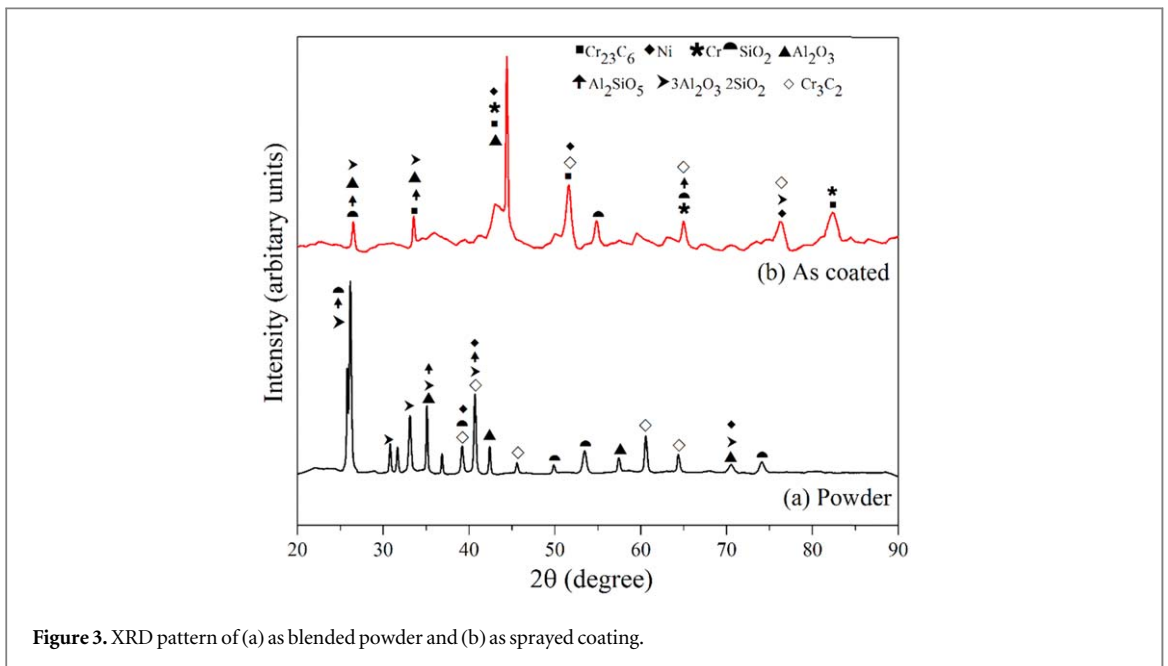 ■Cr23C6 ◆Ni ✱Cr SiO2 ▲Al2O3
Al2SiO5 ➤3Al2O3 2SiO2 ◇ Cr3C2
Intensity (arbitary units)
(b) As coated
(a) Powder
20 30 40 50 60 70 80 90
2θ (degree)
Figure 3. XRD pattern of (a) as blended powder and (b) as sprayed coating.